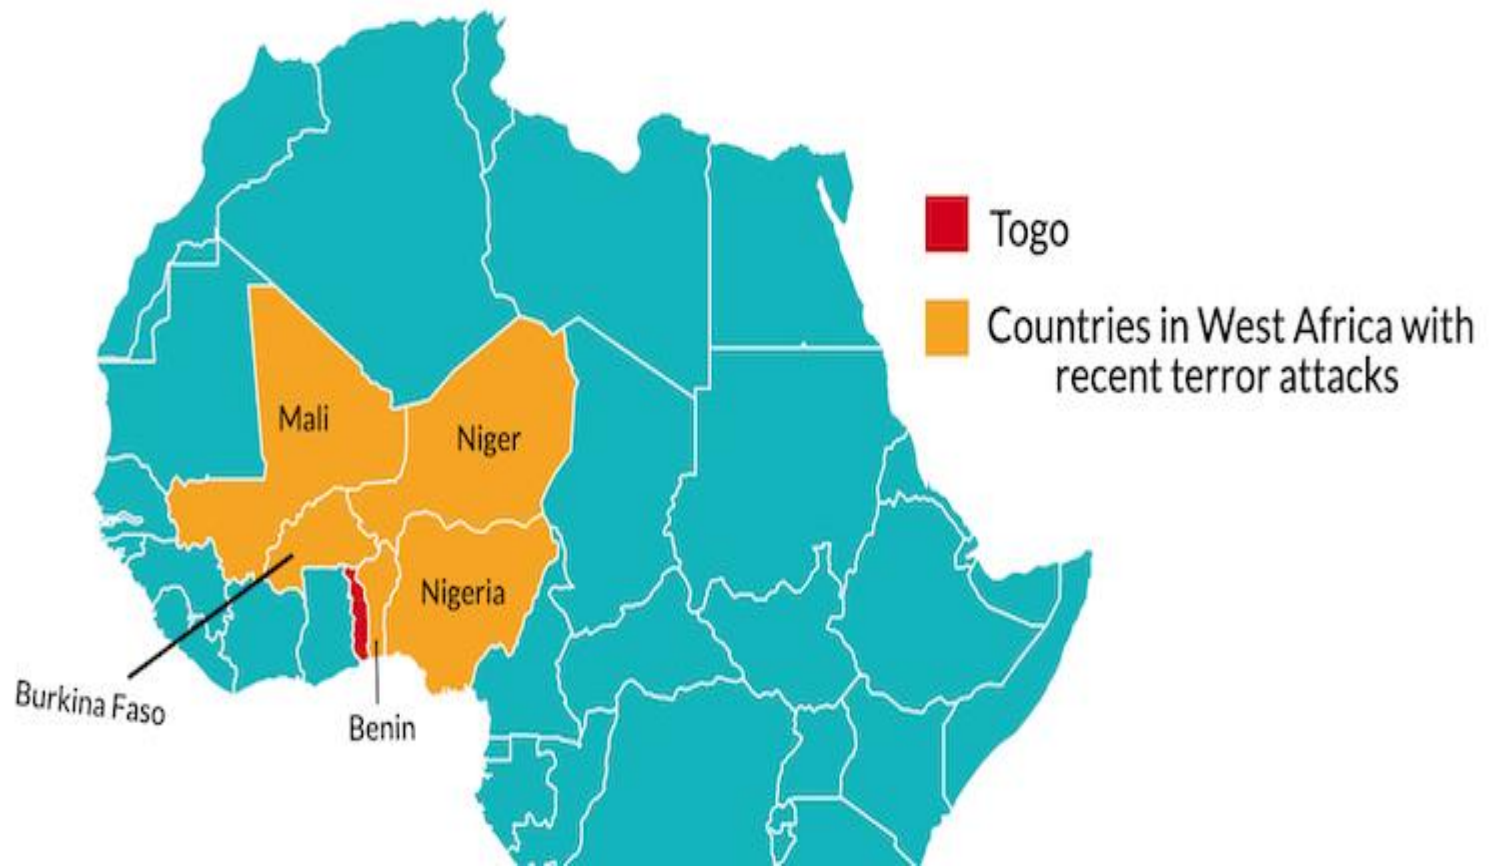 Togo
Countries in West Africa with
recent terror attacks
Mali
Niger
Nigeria
Burkina Faso
Benin